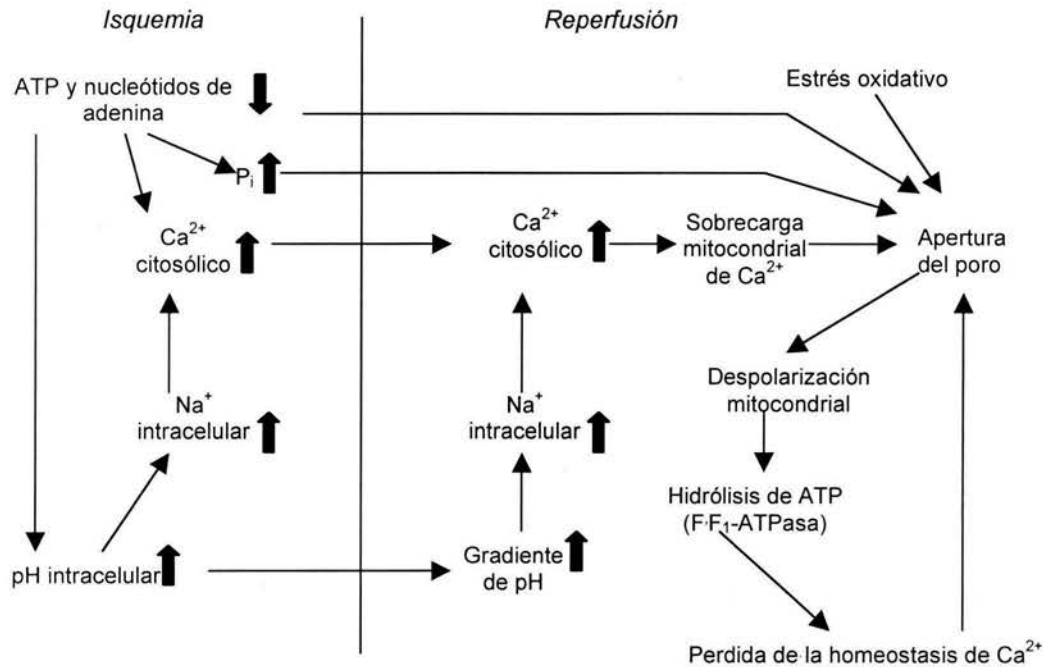 Isquemia
Reperfusión
ATP y nucleótidos de
adenina
Estrés oxidativo
Pi
Ca²⁺
citosólico
Ca²⁺
citosólico
Sobrecarga
mitocondrial
de Ca²⁺
Apertura
del poro
Despolarización
mitocondrial
Na⁺
intracelular
Na⁺
intracelular
Hidrólisis de ATP
(F·F₁-ATPasa)
pH intracelular
Gradiente
de pH
Perdida de la homeostasis de Ca²⁺